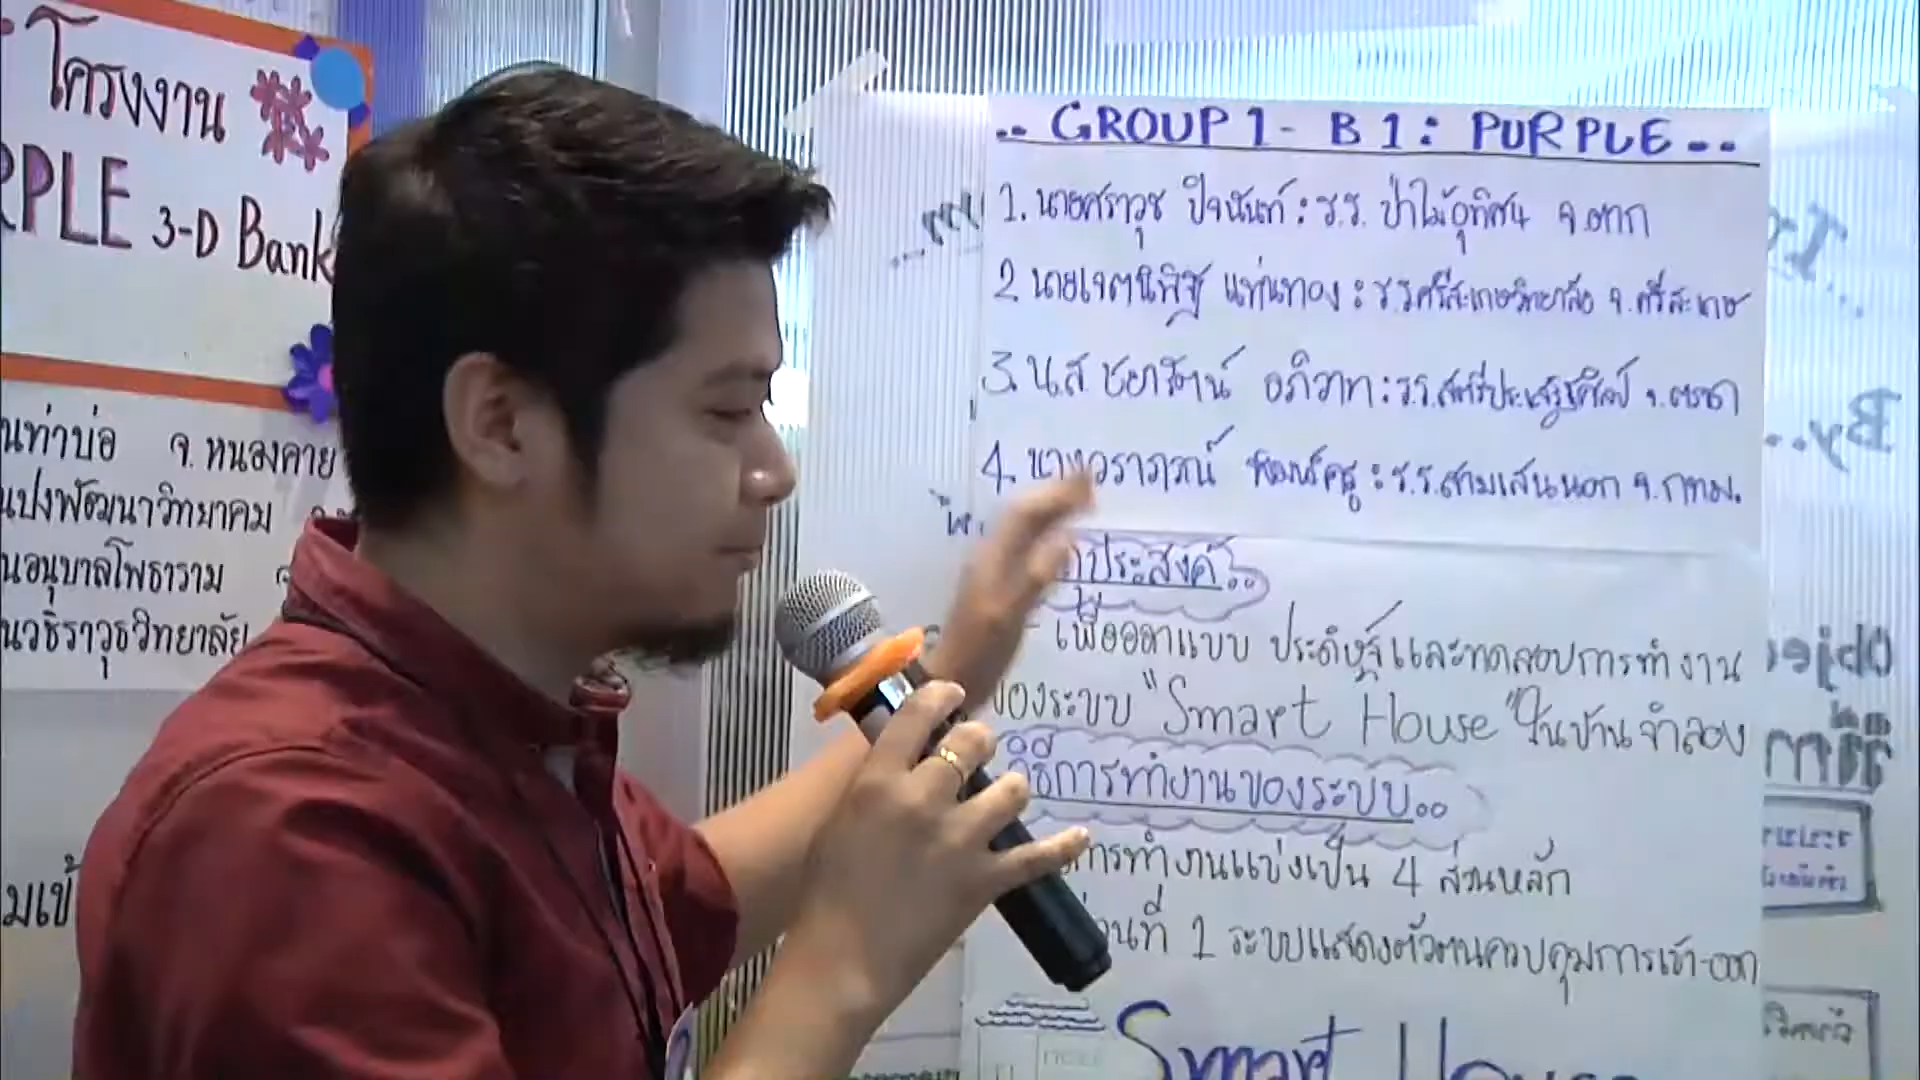 โครงงาน
RPLE 3-D Bank
นท่าบ่อ จ.หนองคาย
แปงพัฒนาวิทยาคม
นอนุบาลโพธาราม
นวชิราวุธวิทยาลัย
มเข้
.. GROUP 1 - B 1 : PURPLE ..
1. นายศราวุธ ปิจนันท์ : ร.ร. ป่าไม้อุทิศ4 จ.ตาก
2. นายเจตนิพิฐ แท่นทอง : ร.ร.ศรีสะเกษวิทยาลัย จ.ศรีสะเกษ
3. น.ส. ชยารัตน์ อภิวาท : ร.ร.สตรีประเสริฐศิลป์ จ.ตราด
4. นางวราภรณ์ : ร.ร.สามเสนนอก จ.กทม.
ประสงค์..
เพื่อออกแบบ ประดิษฐ์และทดสอบการทำงาน
ของระบบ "Smart House" ในบ้านจำลอง
วิธีการทำงานของระบบ..
การทำงานแบ่งเป็น 4 ส่วนหลัก
ส่วนที่ 1 ระบบแสดงตัวตนควบคุมการเข้า-ออก
Smart House
By..
Objec